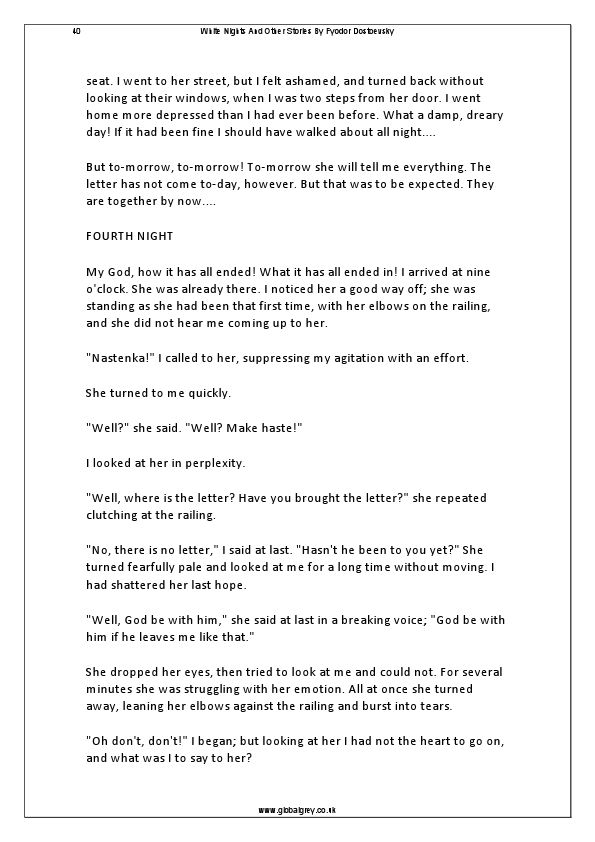 40 White Nights And Other Stories By Fyodor Dostoevsky
seat. I went to her street, but I felt ashamed, and turned back without
looking at their windows, when I was two steps from her door. I went
home more depressed than I had ever been before. What a damp, dreary
day! If it had been fine I should have walked about all night....
But to-morrow, to-morrow! To-morrow she will tell me everything. The
letter has not come to-day, however. But that was to be expected. They
are together by now....
FOURTH NIGHT
My God, how it has all ended! What it has all ended in! I arrived at nine
o'clock. She was already there. I noticed her a good way off; she was
standing as she had been that first time, with her elbows on the railing,
and she did not hear me coming up to her.
"Nastenka!" I called to her, suppressing my agitation with an effort.
She turned to me quickly.
"Well?" she said. "Well? Make haste!"
I looked at her in perplexity.
"Well, where is the letter? Have you brought the letter?" she repeated
clutching at the railing.
"No, there is no letter," I said at last. "Hasn't he been to you yet?" She
turned fearfully pale and looked at me for a long time without moving. I
had shattered her last hope.
"Well, God be with him," she said at last in a breaking voice; "God be with
him if he leaves me like that."
She dropped her eyes, then tried to look at me and could not. For several
minutes she was struggling with her emotion. All at once she turned
away, leaning her elbows against the railing and burst into tears.
"Oh don't, don't!" I began; but looking at her I had not the heart to go on,
and what was I to say to her?
www.globalgrey.co.uk